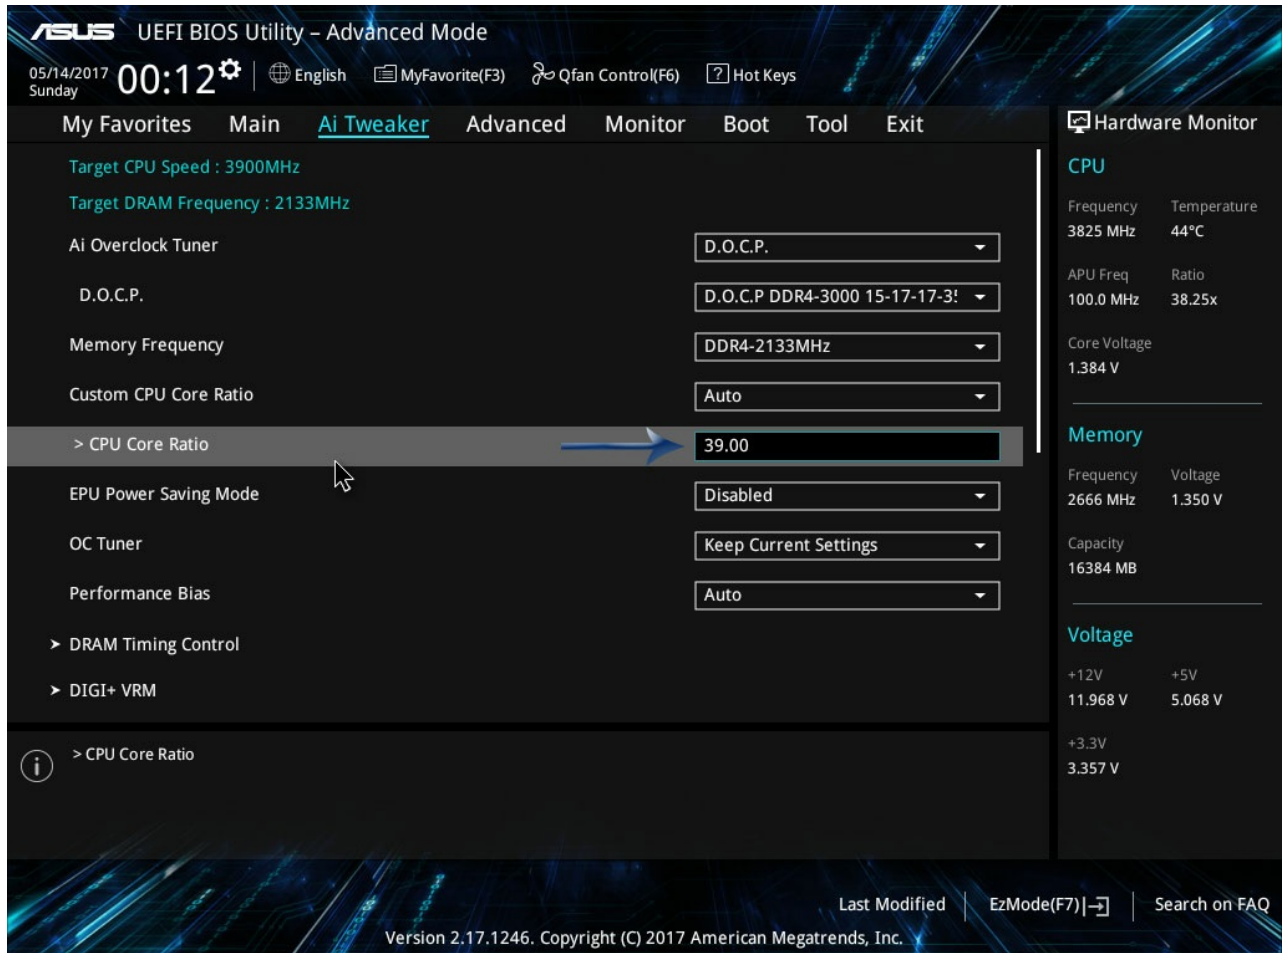 ASUS UEFI BIOS Utility – Advanced Mode
05/14/2017
Sunday
00:12
English MyFavorite(F3) Qfan Control(F6) ? Hot Keys
My Favorites Main Ai Tweaker Advanced Monitor Boot Tool Exit
Target CPU Speed : 3900MHz
Target DRAM Frequency : 2133MHz
Ai Overclock Tuner D.O.C.P.
D.O.C.P. D.O.C.P DDR4-3000 15-17-17-35
Memory Frequency DDR4-2133MHz
Custom CPU Core Ratio Auto
> CPU Core Ratio 39.00
EPU Power Saving Mode Disabled
OC Tuner Keep Current Settings
Performance Bias Auto
> DRAM Timing Control
> DIGI+ VRM
> CPU Core Ratio
Hardware Monitor
CPU
Frequency Temperature
3825 MHz 44°C
APU Freq Ratio
100.0 MHz 38.25x
Core Voltage
1.384 V
Memory
Frequency Voltage
2666 MHz 1.350 V
Capacity
16384 MB
Voltage
+12V +5V
11.968 V 5.068 V
+3.3V
3.357 V
Last Modified EzMode(F7) Search on FAQ
Version 2.17.1246. Copyright (C) 2017 American Megatrends, Inc.